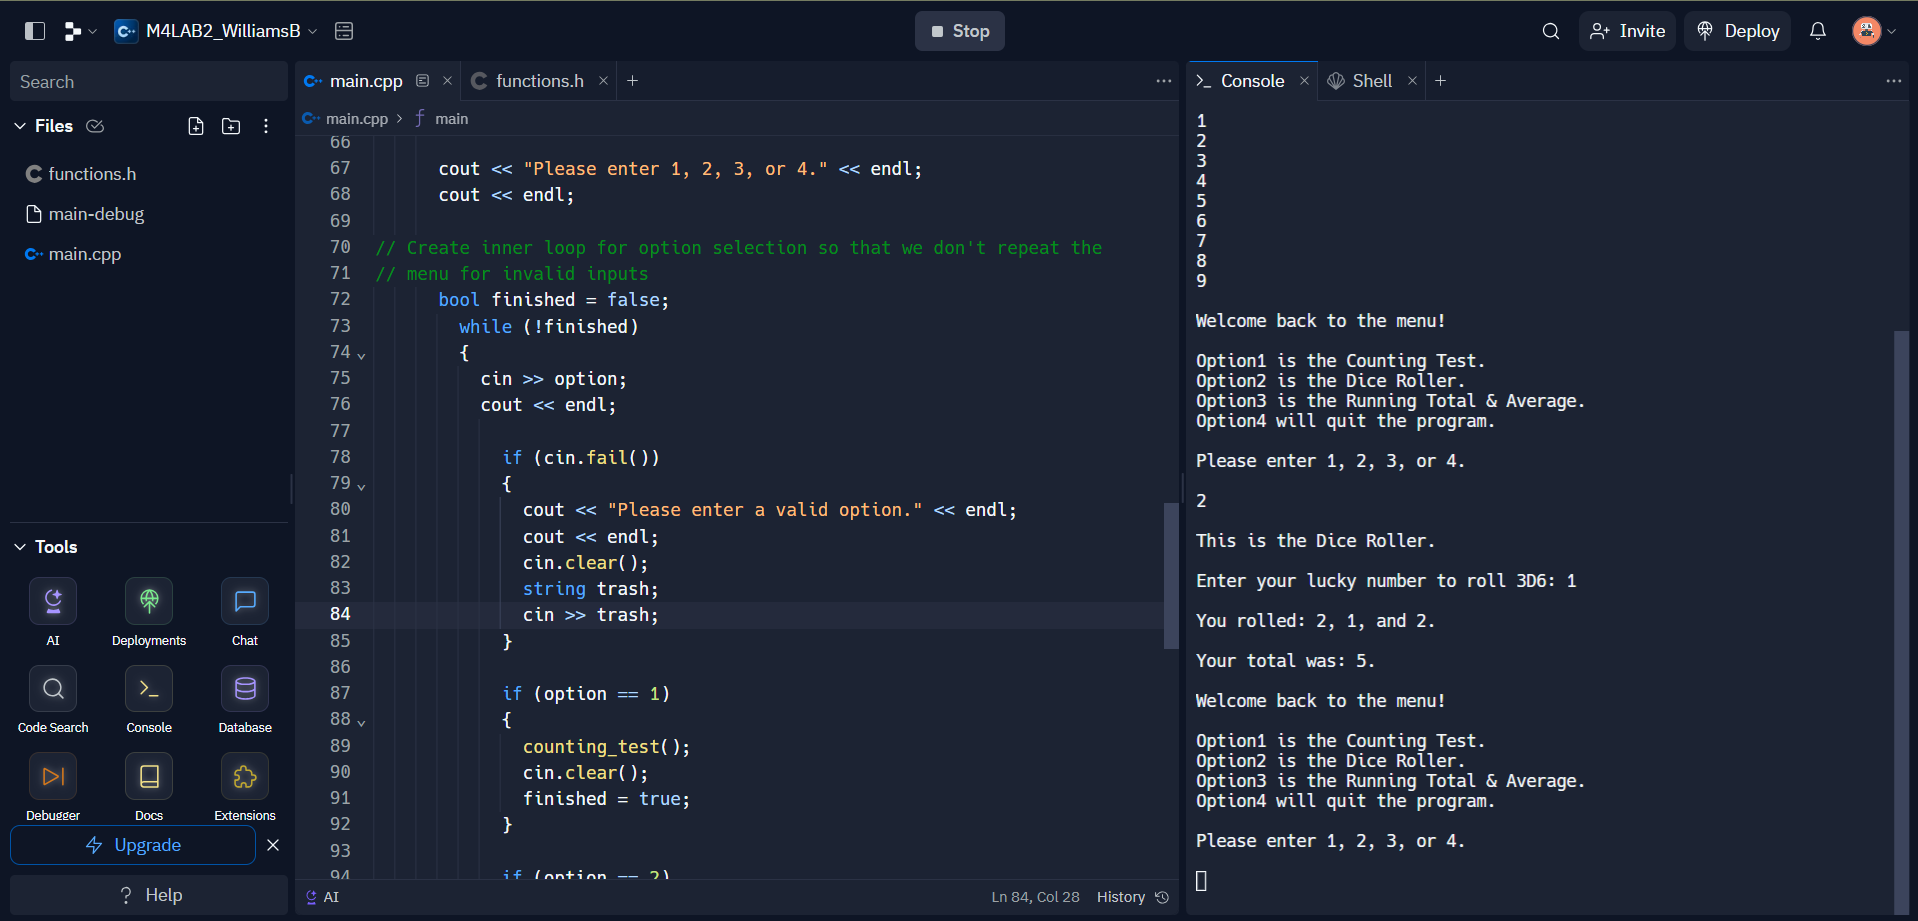 M4LAB2_WilliamsB
Stop
Invite
Deploy
Search
Files
functions.h
main-debug
main.cpp
Tools
AI
Deployments
Chat
Code Search
Console
Database
Debugger
Docs
Extensions
Upgrade
? Help
main.cpp
functions.h
main.cpp > f main
66
67 cout << "Please enter 1, 2, 3, or 4." << endl;
68 cout << endl;
69
70 // Create inner loop for option selection so that we don't repeat the
71 // menu for invalid inputs
72 bool finished = false;
73 while (!finished)
74 {
75 cin >> option;
76 cout << endl;
77
78 if (cin.fail())
79 {
80 cout << "Please enter a valid option." << endl;
81 cout << endl;
82 cin.clear();
83 string trash;
84 cin >> trash;
85 }
86
87 if (option == 1)
88 {
89 counting_test();
90 cin.clear();
91 finished = true;
92 }
93
94 if (option == 2)
AI
Ln 84, Col 28
History
Console
Shell
1
2
3
4
5
6
7
8
9
Welcome back to the menu!
Option1 is the Counting Test.
Option2 is the Dice Roller.
Option3 is the Running Total & Average.
Option4 will quit the program.
Please enter 1, 2, 3, or 4.
2
This is the Dice Roller.
Enter your lucky number to roll 3D6: 1
You rolled: 2, 1, and 2.
Your total was: 5.
Welcome back to the menu!
Option1 is the Counting Test.
Option2 is the Dice Roller.
Option3 is the Running Total & Average.
Option4 will quit the program.
Please enter 1, 2, 3, or 4.